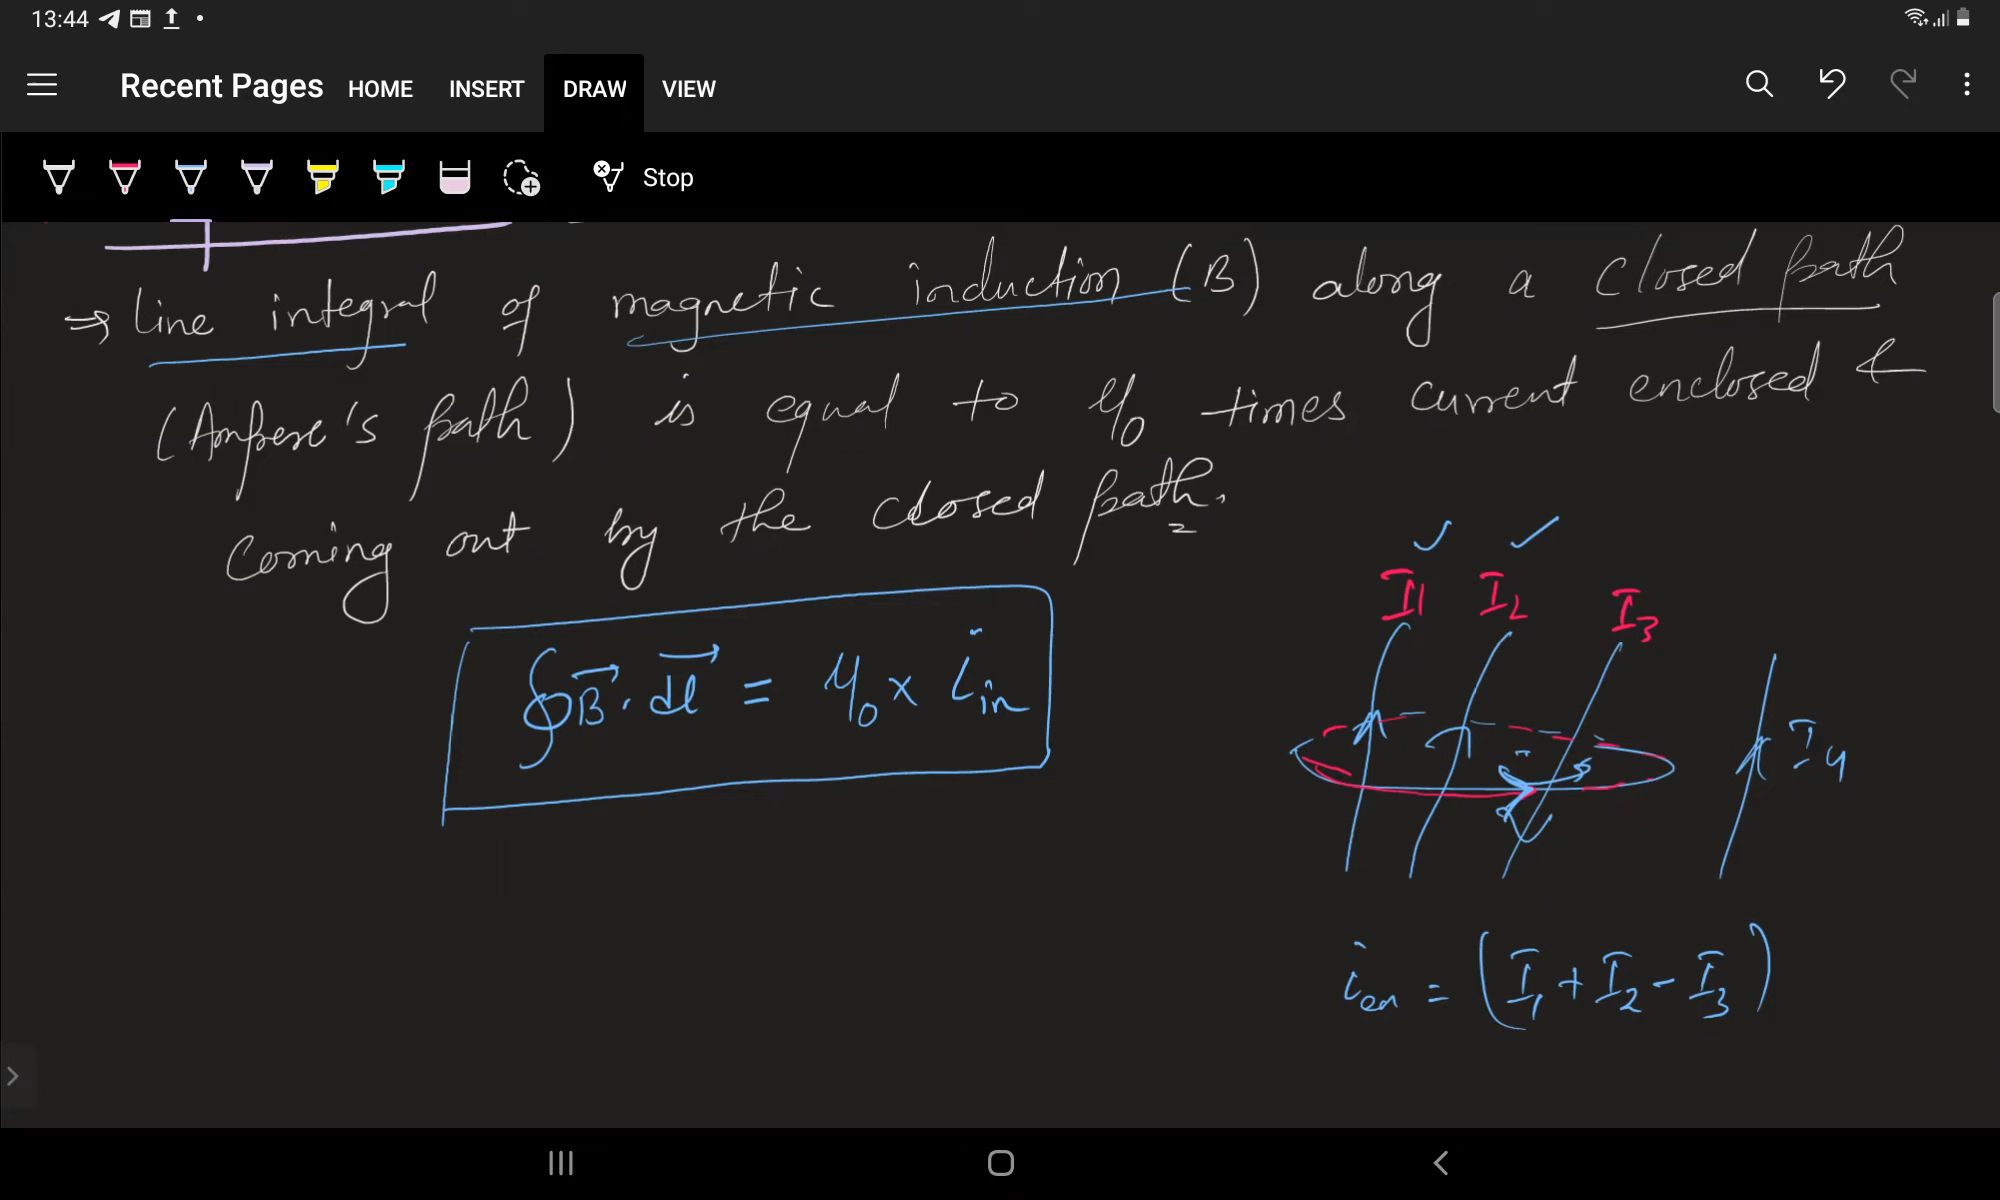 13:44
Recent Pages HOME INSERT DRAW VIEW
Stop
→ Line integral of magnetic induction (B) along a closed path
(Ampere's path) is equal to μ₀ times current enclosed &
coming out by the closed path.
∮B⃗ . dl⃗ = μ₀ × i_in
I1 I₂ I₃
I₄
i_en = (I₁ + I₂ - I₃)